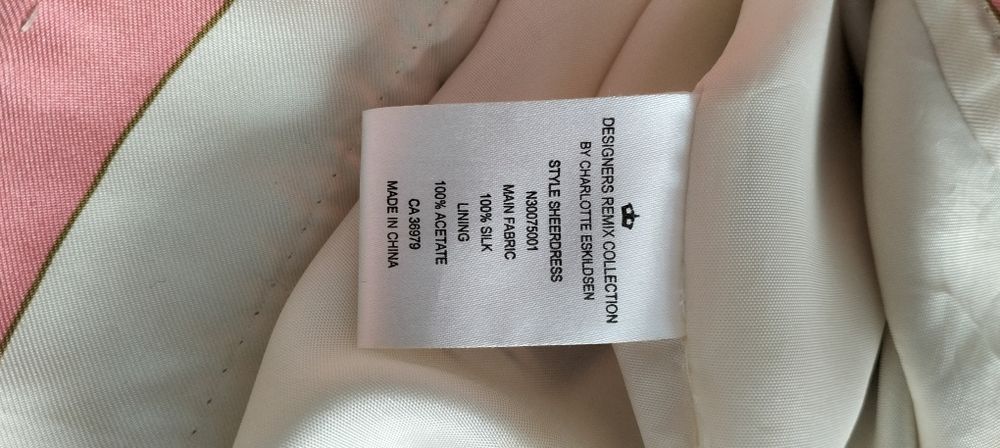 DESIGNERS REMIX COLLECTION
BY CHARLOTTE ESKILDSEN
STYLE SHEERDRESS
N30075001
MAIN FABRIC
100% SILK
LINING
100% ACETATE
CA 36979
MADE IN CHINA